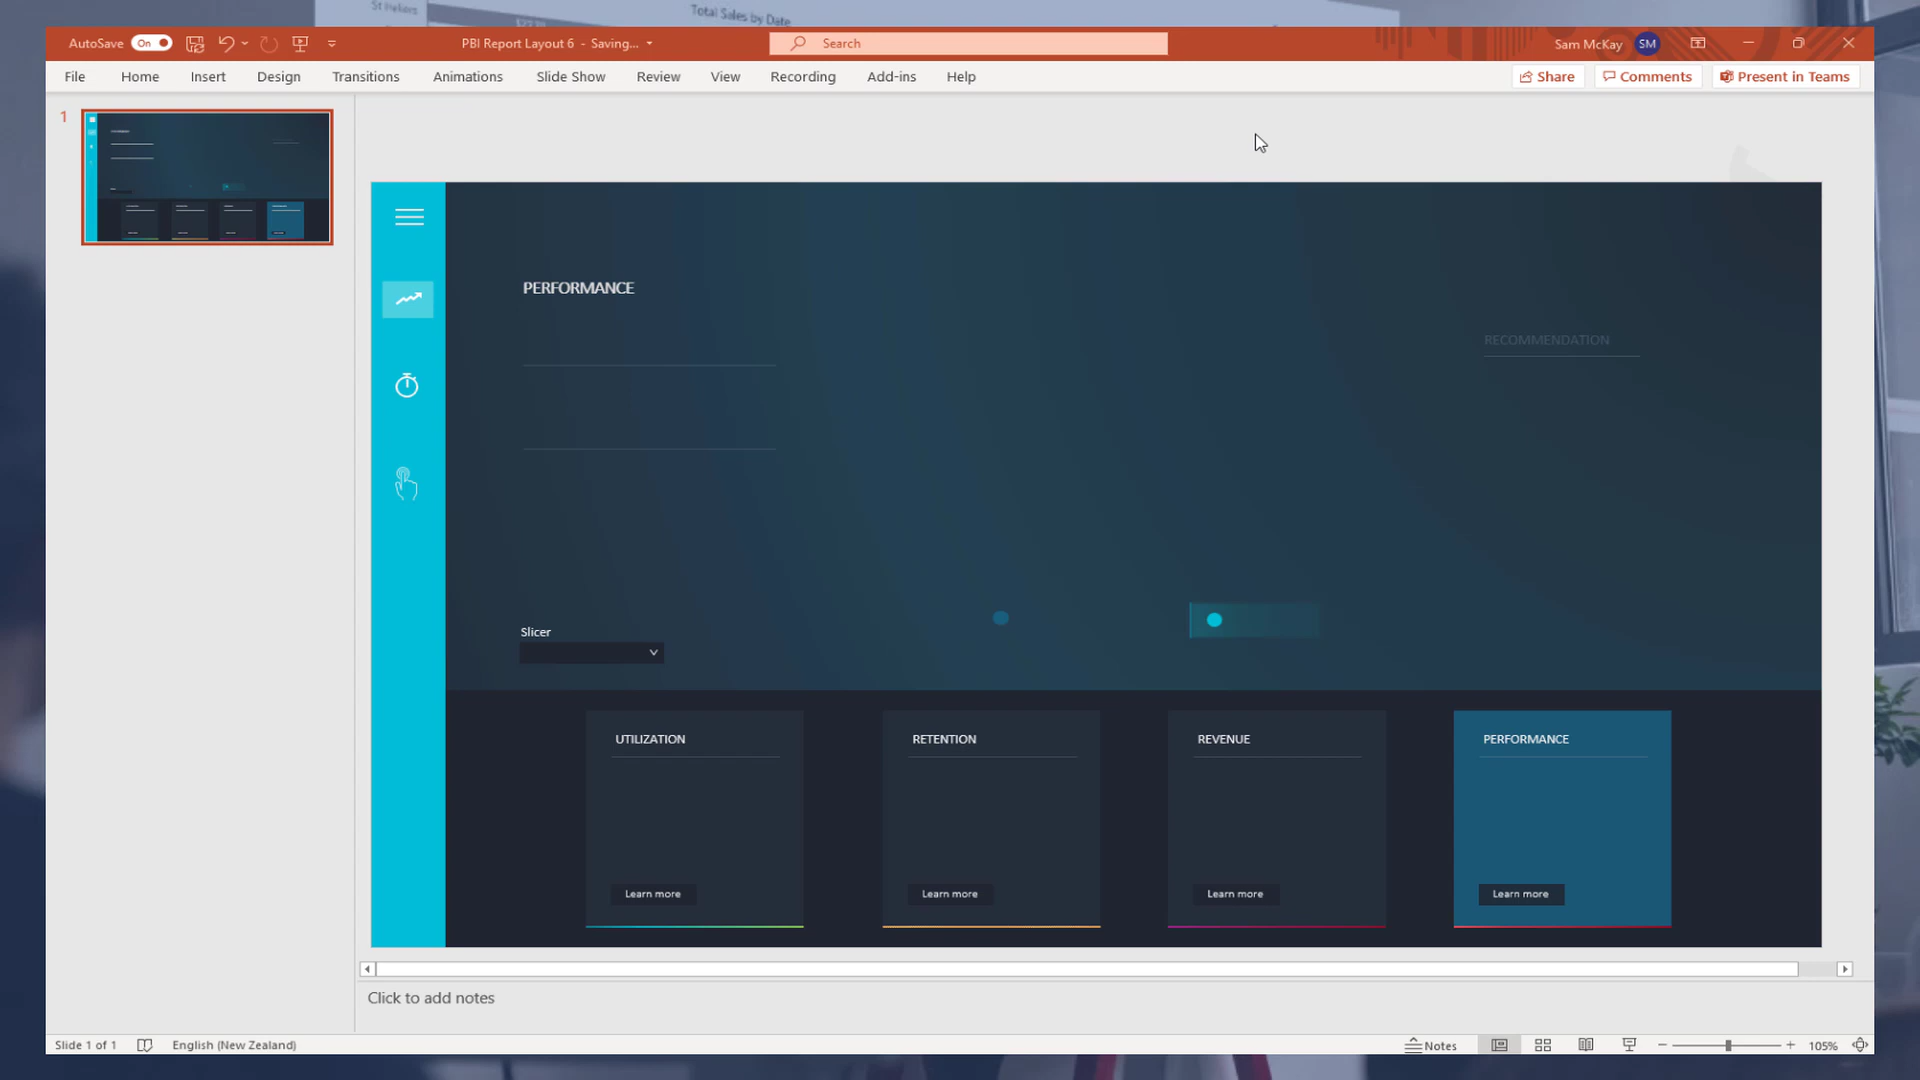 St Heliers
Total Sales by Date
AutoSave On
PBI Report Layout 6 - Saving...
Search
Sam McKay SM
File Home Insert Design Transitions Animations Slide Show Review View Recording Add-ins Help
Share Comments Present in Teams
1
PERFORMANCE
RECOMMENDATION
Slicer
UTILIZATION RETENTION REVENUE PERFORMANCE
Learn more Learn more Learn more Learn more
Click to add notes
Slide 1 of 1 English (New Zealand) Notes 105%